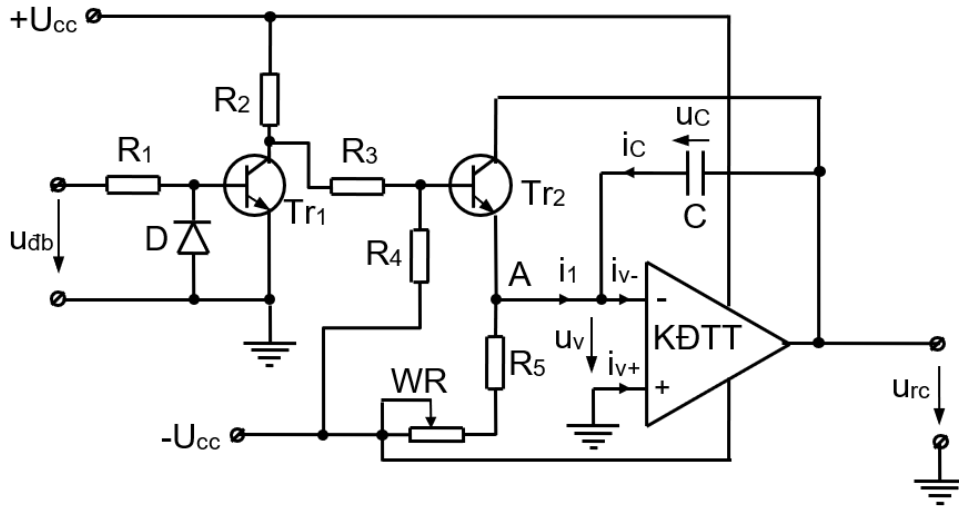 +Ucc
R2
uC
iC
R1
R3
Tr1
Tr2
C
uđb
D
R4
A
i1
iv-
-
uv
KĐTT
R5
iv+
+
WR
urc
-Ucc